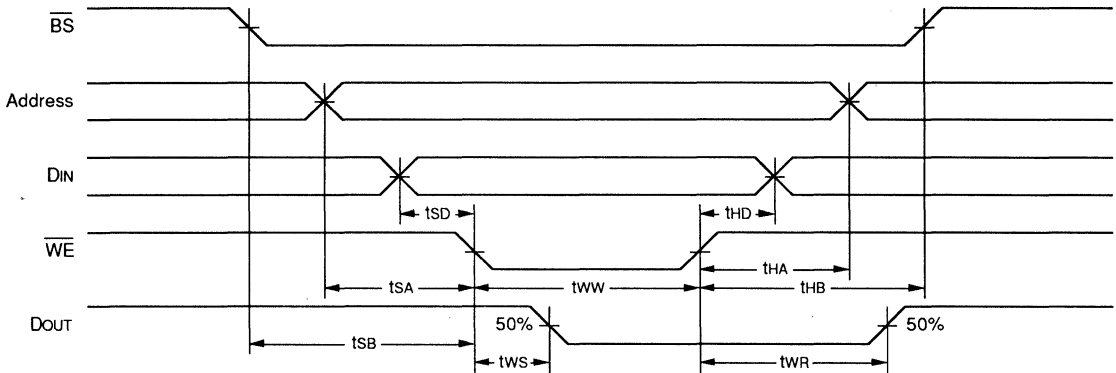 BS
Address
DIN
tSD
tHD
WE
tHA
tSA
tWW
tHB
DOUT
50%
50%
tSB
tWS
tWR